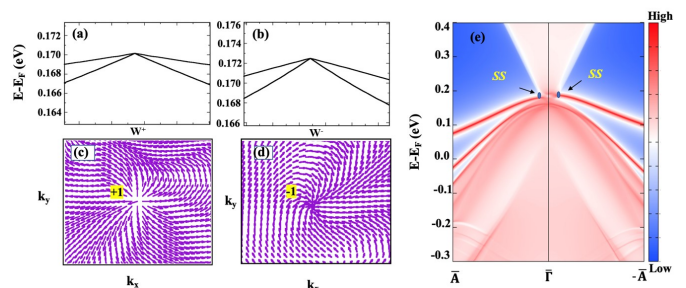 (a)
(b)
E-E_F (eV)
0.172
0.170
0.168
0.166
0.164
W⁺
0.174
0.172
0.170
0.168
0.166
W⁻
(c)
+1
k_y
k_x
(d)
-1
k_y
(e)
SS
SS
E-E_F (eV)
0.4
0.3
0.2
0.1
0.0
-0.1
-0.2
-0.3
Ā
Γ̄
-Ā
High
Low